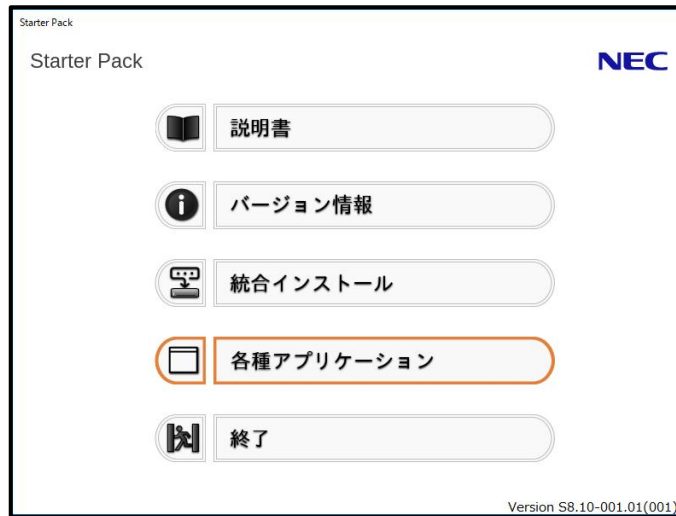 Starter Pack
Starter Pack
NEC
説明書
バージョン情報
統合インストール
各種アプリケーション
終了
Version S8.10-001.01(001)